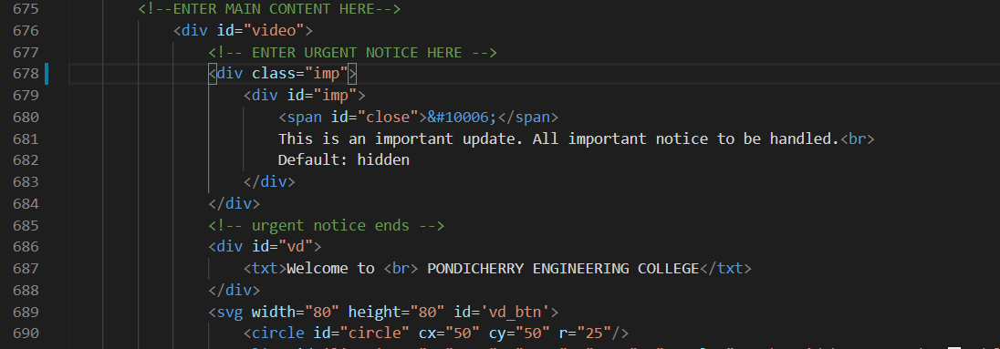 675 <!--ENTER MAIN CONTENT HERE-->
676 <div id="video">
677 <!-- ENTER URGENT NOTICE HERE -->
678 <div class="imp">
679 <div id="imp">
680 <span id="close">&#10006;</span>
681 This is an important update. All important notice to be handled.<br>
682 Default: hidden
683 </div>
684 </div>
685 <!-- urgent notice ends -->
686 <div id="vd">
687 <txt>Welcome to <br> PONDICHERRY ENGINEERING COLLEGE</txt>
688 </div>
689 <svg width="80" height="80" id='vd_btn'>
690 <circle id="circle" cx="50" cy="50" r="25"/>